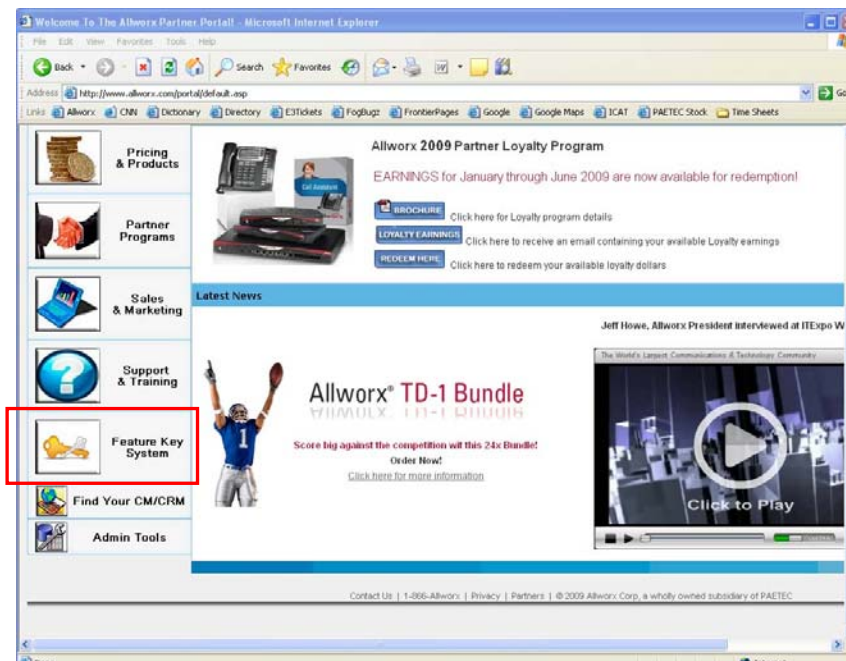 Welcome To The Allworx Partner Portal! - Microsoft Internet Explorer
File Edit View Favorites Tools Help
Back Search Favorites
Address http://www.allworx.com/portal/default.asp Go
Links Allworx CNN Dictionary Directory E3Tickets FogBugz FrontierPages Google Google Maps ICAT PAETEC Stock Time Sheets
Pricing
& Products
Partner
Programs
Sales
& Marketing
Support
& Training
Feature Key
System
Find Your CM/CRM
Admin Tools
Call Assistant
Allworx 2009 Partner Loyalty Program
EARNINGS for January through June 2009 are now available for redemption!
BROCHURE Click here for Loyalty program details
LOYALTY EARNINGS Click here to receive an email containing your available Loyalty earnings
REDEEM HERE Click here to redeem your available loyalty dollars
Latest News
Jeff Howe, Allworx President interviewed at ITExpo W
The World's Largest Communications & Technology Community
1
Allworx® TD-1 Bundle
Score big against the competition wit this 24x Bundle!
Order Now!
Click here for more information
Click to Play
Contact Us | 1-866-Allworx | Privacy | Partners | © 2009 Allworx Corp, a wholly owned subsidiary of PAETEC